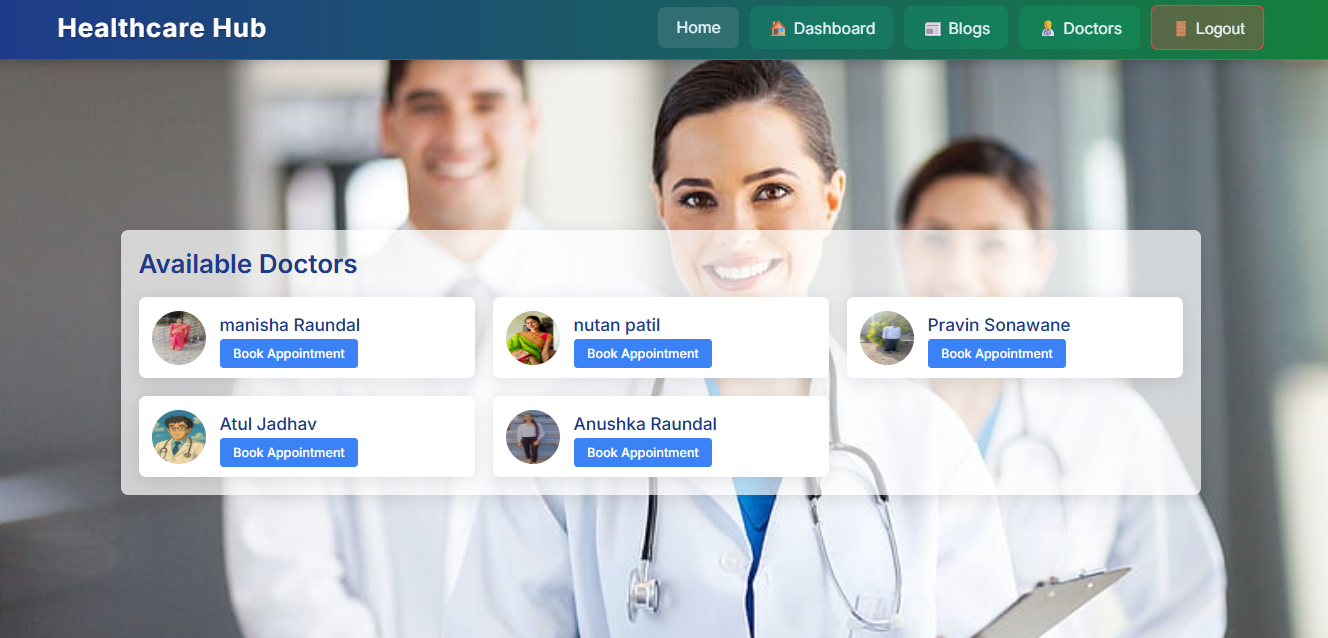 Healthcare Hub
Home
Dashboard
Blogs
Doctors
Logout
Available Doctors
manisha Raundal
Book Appointment
nutan patil
Book Appointment
Pravin Sonawane
Book Appointment
Atul Jadhav
Book Appointment
Anushka Raundal
Book Appointment